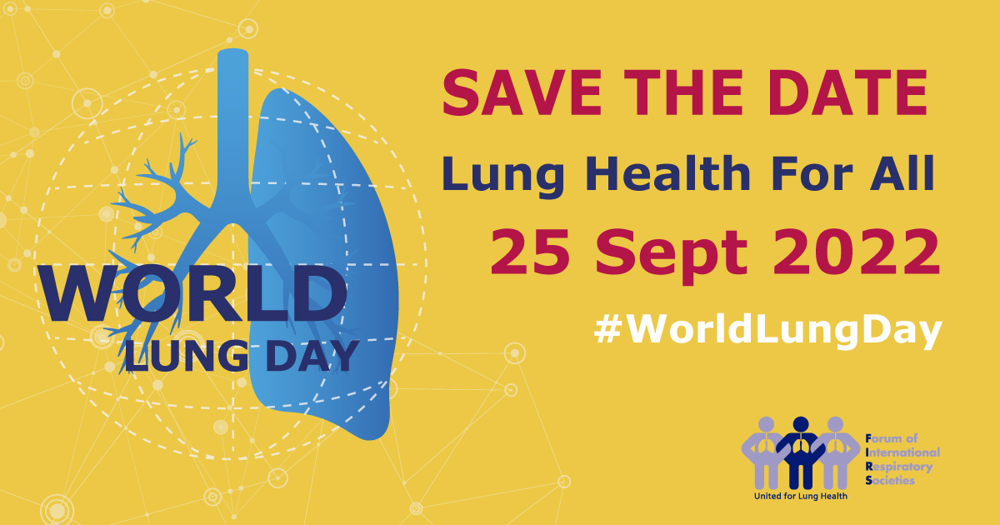 SAVE THE DATE
Lung Health For All
25 Sept 2022
#WorldLungDay
WORLD
LUNG DAY
Forum of
International
Respiratory
Societies
United for Lung Health